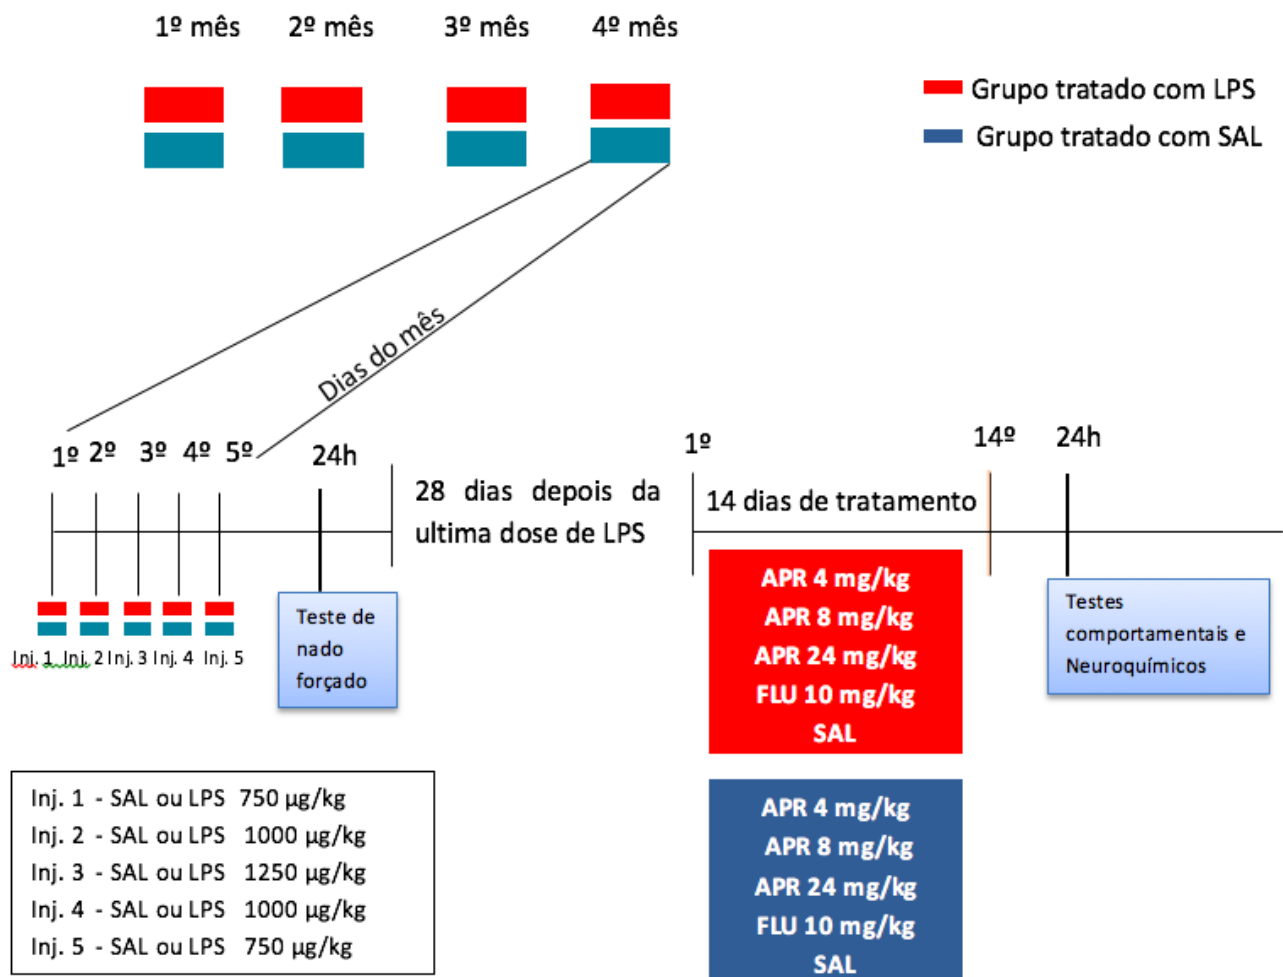 1º mês 2º mês 3º mês 4º mês
Grupo tratado com LPS
Grupo tratado com SAL
Dias do mês
1º 2º 3º 4º 5º 24h
28 dias depois da
ultima dose de LPS
1º 14º 24h
14 dias de tratamento
Inj. 1 Inj. 2 Inj. 3 Inj. 4 Inj. 5
Teste de
nado
forçado
APR 4 mg/kg
APR 8 mg/kg
APR 24 mg/kg
FLU 10 mg/kg
SAL
Testes
comportamentais e
Neuroquímicos
Inj. 1 - SAL ou LPS 750 µg/kg
Inj. 2 - SAL ou LPS 1000 µg/kg
Inj. 3 - SAL ou LPS 1250 µg/kg
Inj. 4 - SAL ou LPS 1000 µg/kg
Inj. 5 - SAL ou LPS 750 µg/kg
APR 4 mg/kg
APR 8 mg/kg
APR 24 mg/kg
FLU 10 mg/kg
SAL